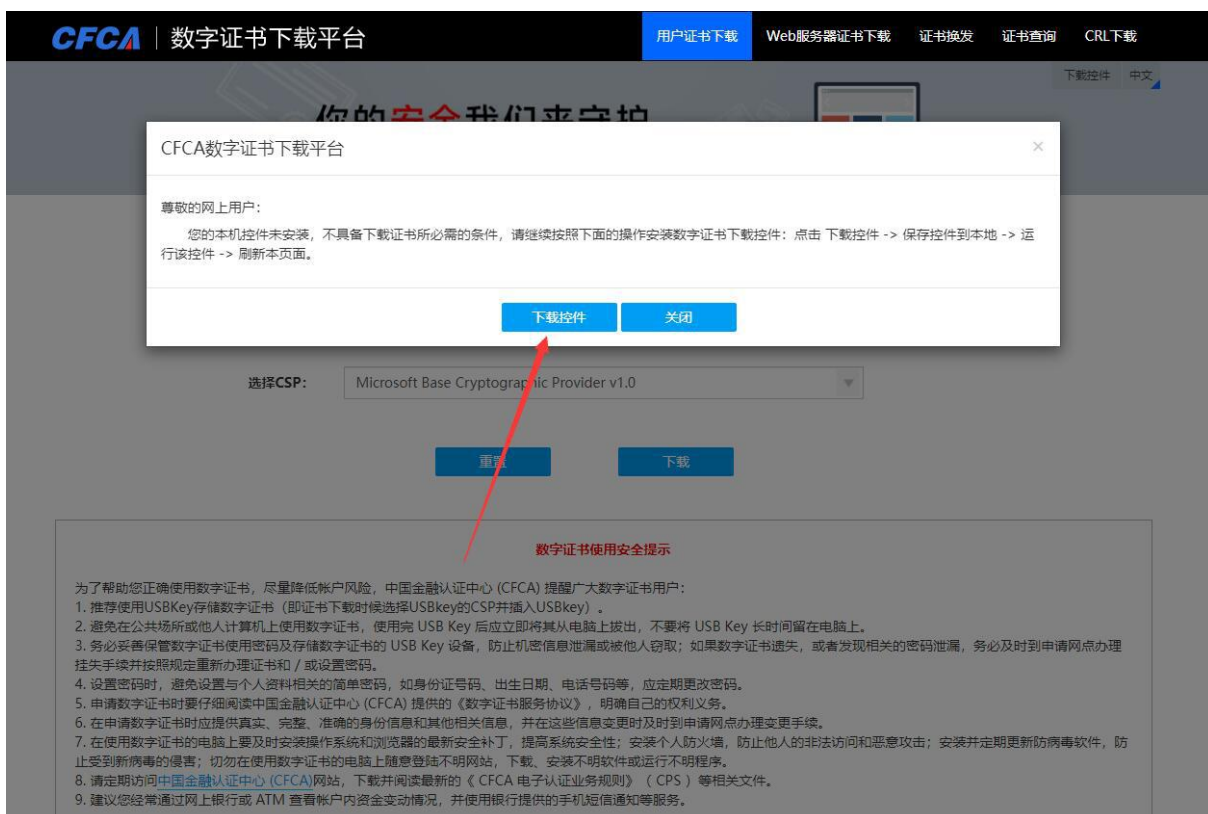 CFCA 数字证书下载平台
用户证书下载 Web服务器证书下载 证书换发 证书查询 CRL下载
下载控件 中文
你的安全我们来守护
CFCA数字证书下载平台 ×
尊敬的网上用户：
您的本机控件未安装，不具备下载证书所必需的条件，请继续按照下面的操作安装数字证书下载控件：点击 下载控件 -> 保存控件到本地 -> 运
行该控件 -> 刷新本页面。
下载控件 关闭
选择CSP： Microsoft Base Cryptographic Provider v1.0
重置 下载
数字证书使用安全提示
为了帮助您正确使用数字证书，尽量降低帐户风险，中国金融认证中心 (CFCA) 提醒广大数字证书用户：
1. 推荐使用USBKey存储数字证书（即证书下载时候选择USBkey的CSP并插入USBkey）。
2. 避免在公共场所或他人计算机上使用数字证书，使用完 USB Key 后应立即将其从电脑上拔出，不要将 USB Key 长时间留在电脑上。
3. 务必妥善保管数字证书使用密码及存储数字证书的 USB Key 设备，防止机密信息泄漏或被他人窃取；如果数字证书遗失，或者发现相关的密码泄漏，务必及时到申请网点办理
挂失手续并按照规定重新办理证书和 / 或设置密码。
4. 设置密码时，避免设置与个人资料相关的简单密码，如身份证号码、出生日期、电话号码等，应定期更改密码。
5. 申请数字证书时要仔细阅读中国金融认证中心 (CFCA) 提供的《数字证书服务协议》，明确自己的权利义务。
6. 在申请数字证书时应提供真实、完整、准确的身份信息和其他相关信息，并在这些信息变更时及时到申请网点办理变更手续。
7. 在使用数字证书的电脑上要及时安装操作系统和浏览器的最新安全补丁，提高系统安全性；安装个人防火墙，防止他人的非法访问和恶意攻击；安装并定期更新防病毒软件，防
止受到新病毒的侵害；切勿在使用数字证书的电脑上随意登陆不明网站，下载、安装不明软件或运行不明程序。
8. 请定期访问中国金融认证中心 (CFCA)网站，下载并阅读最新的《 CFCA 电子认证业务规则》（ CPS ）等相关文件。
9. 建议您经常通过网上银行或 ATM 查看帐户内资金变动情况，并使用银行提供的手机短信通知等服务。